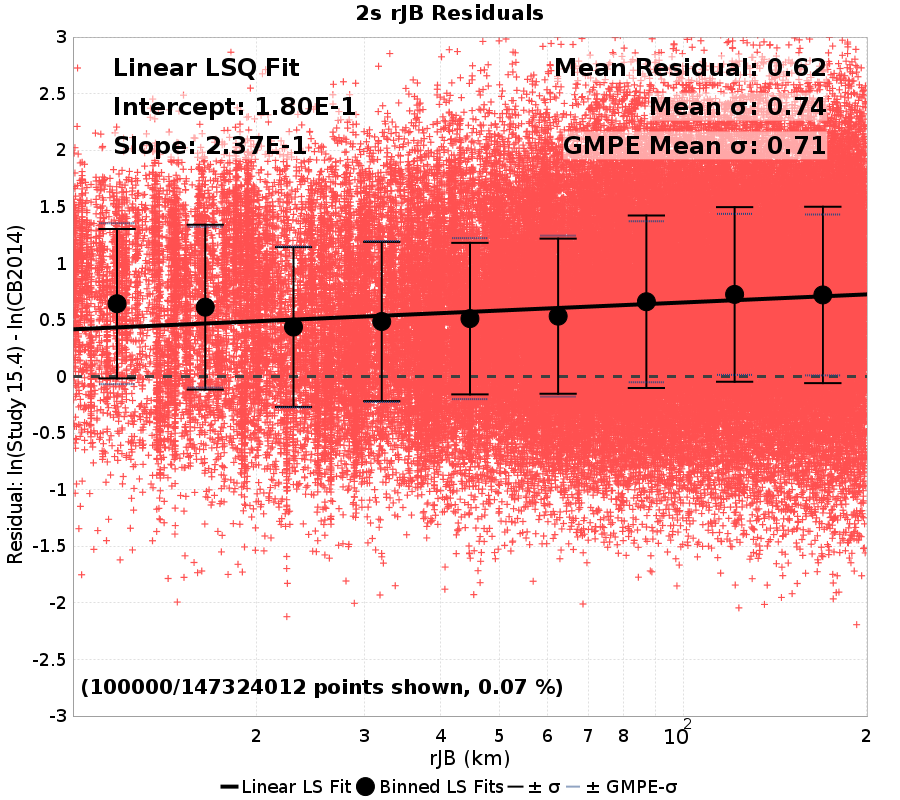 2s rJB Residuals
Linear LSQ Fit
Intercept: 1.80E-1
Slope: 2.37E-1
Mean Residual: 0.62
Mean σ: 0.74
GMPE Mean σ: 0.71
Residual: ln(Study 15.4) - ln(CB2014)
3
2.5
2
1.5
1
0.5
0
-0.5
-1
-1.5
-2
-2.5
-3
(100000/147324012 points shown, 0.07 %)
2 3 4 5 6 7 8 10² 2
rJB (km)
Linear LS Fit Binned LS Fits ± σ ± GMPE-σ